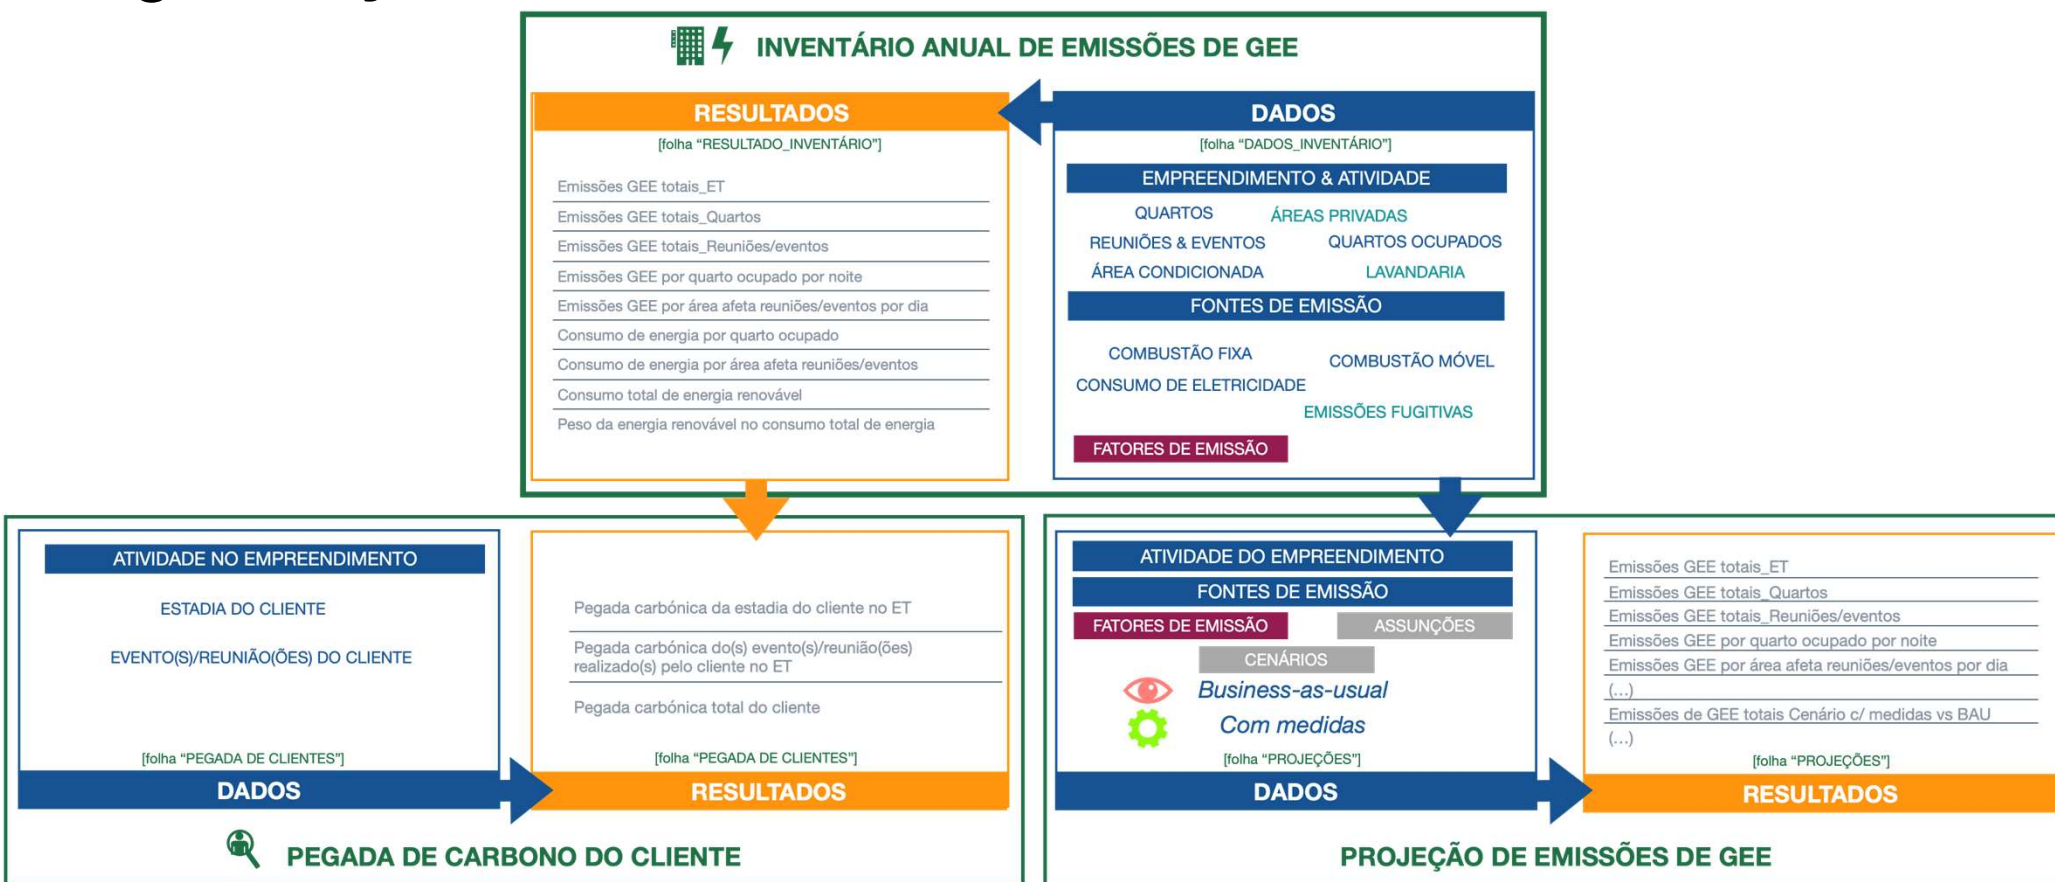 INVENTÁRIO ANUAL DE EMISSÕES DE GEE
RESULTADOS
[folha “RESULTADO_INVENTÁRIO”]
Emissões GEE totais_ET
Emissões GEE totais_Quartos
Emissões GEE totais_Reuniões/eventos
Emissões GEE por quarto ocupado por noite
Emissões GEE por área afeta reuniões/eventos por dia
Consumo de energia por quarto ocupado
Consumo de energia por área afeta reuniões/eventos
Consumo total de energia renovável
Peso da energia renovável no consumo total de energia
DADOS
[folha “DADOS_INVENTÁRIO”]
EMPREENDIMENTO & ATIVIDADE
QUARTOS ÁREAS PRIVADAS
REUNIÕES & EVENTOS QUARTOS OCUPADOS
ÁREA CONDICIONADA LAVANDARIA
FONTES DE EMISSÃO
COMBUSTÃO FIXA COMBUSTÃO MÓVEL
CONSUMO DE ELETRICIDADE
EMISSÕES FUGITIVAS
FATORES DE EMISSÃO
ATIVIDADE NO EMPREENDIMENTO
ESTADIA DO CLIENTE
EVENTO(S)/REUNIÃO(ÕES) DO CLIENTE
[folha “PEGADA DE CLIENTES”]
DADOS
Pegada carbónica da estadia do cliente no ET
Pegada carbónica do(s) evento(s)/reunião(ões)
realizado(s) pelo cliente no ET
Pegada carbónica total do cliente
[folha “PEGADA DE CLIENTES”]
RESULTADOS
PEGADA DE CARBONO DO CLIENTE
ATIVIDADE DO EMPREENDIMENTO
FONTES DE EMISSÃO
FATORES DE EMISSÃO ASSUNÇÕES
CENÁRIOS
Business-as-usual
Com medidas
[folha “PROJEÇÕES”]
DADOS
Emissões GEE totais_ET
Emissões GEE totais_Quartos
Emissões GEE totais_Reuniões/eventos
Emissões GEE por quarto ocupado por noite
Emissões GEE por área afeta reuniões/eventos por dia
(...)
Emissões de GEE totais Cenário c/ medidas vs BAU
(...)
[folha “PROJEÇÕES”]
RESULTADOS
PROJEÇÃO DE EMISSÕES DE GEE